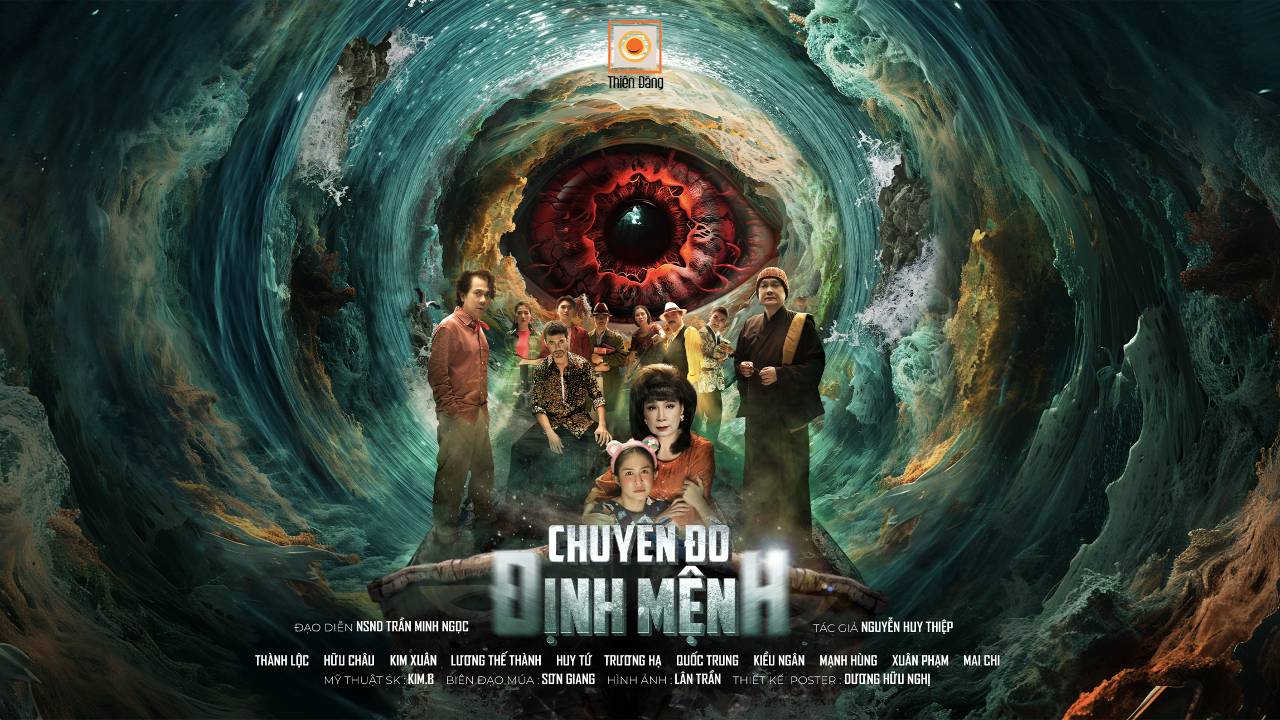 Thiên Đăng
CHUYẾN ĐÒ
ĐỊNH MỆNH
ĐẠO DIỄN NSND TRẦN MINH NGỌC
TÁC GIẢ NGUYỄN HUY THIỆP
THÀNH LỘC HỮU CHÂU KIM XUÂN LƯƠNG THẾ THÀNH HUY TỨ TRƯƠNG HẠ QUỐC TRUNG KIỀU NGÂN MẠNH HÙNG XUÂN PHẠM MAI CHI
MỸ THUẬT SK : KIM.B BIÊN ĐẠO MÚA : SƠN GIANG HÌNH ẢNH : LÂN TRẦN THIẾT KẾ POSTER : DƯƠNG HỮU NGHỊ